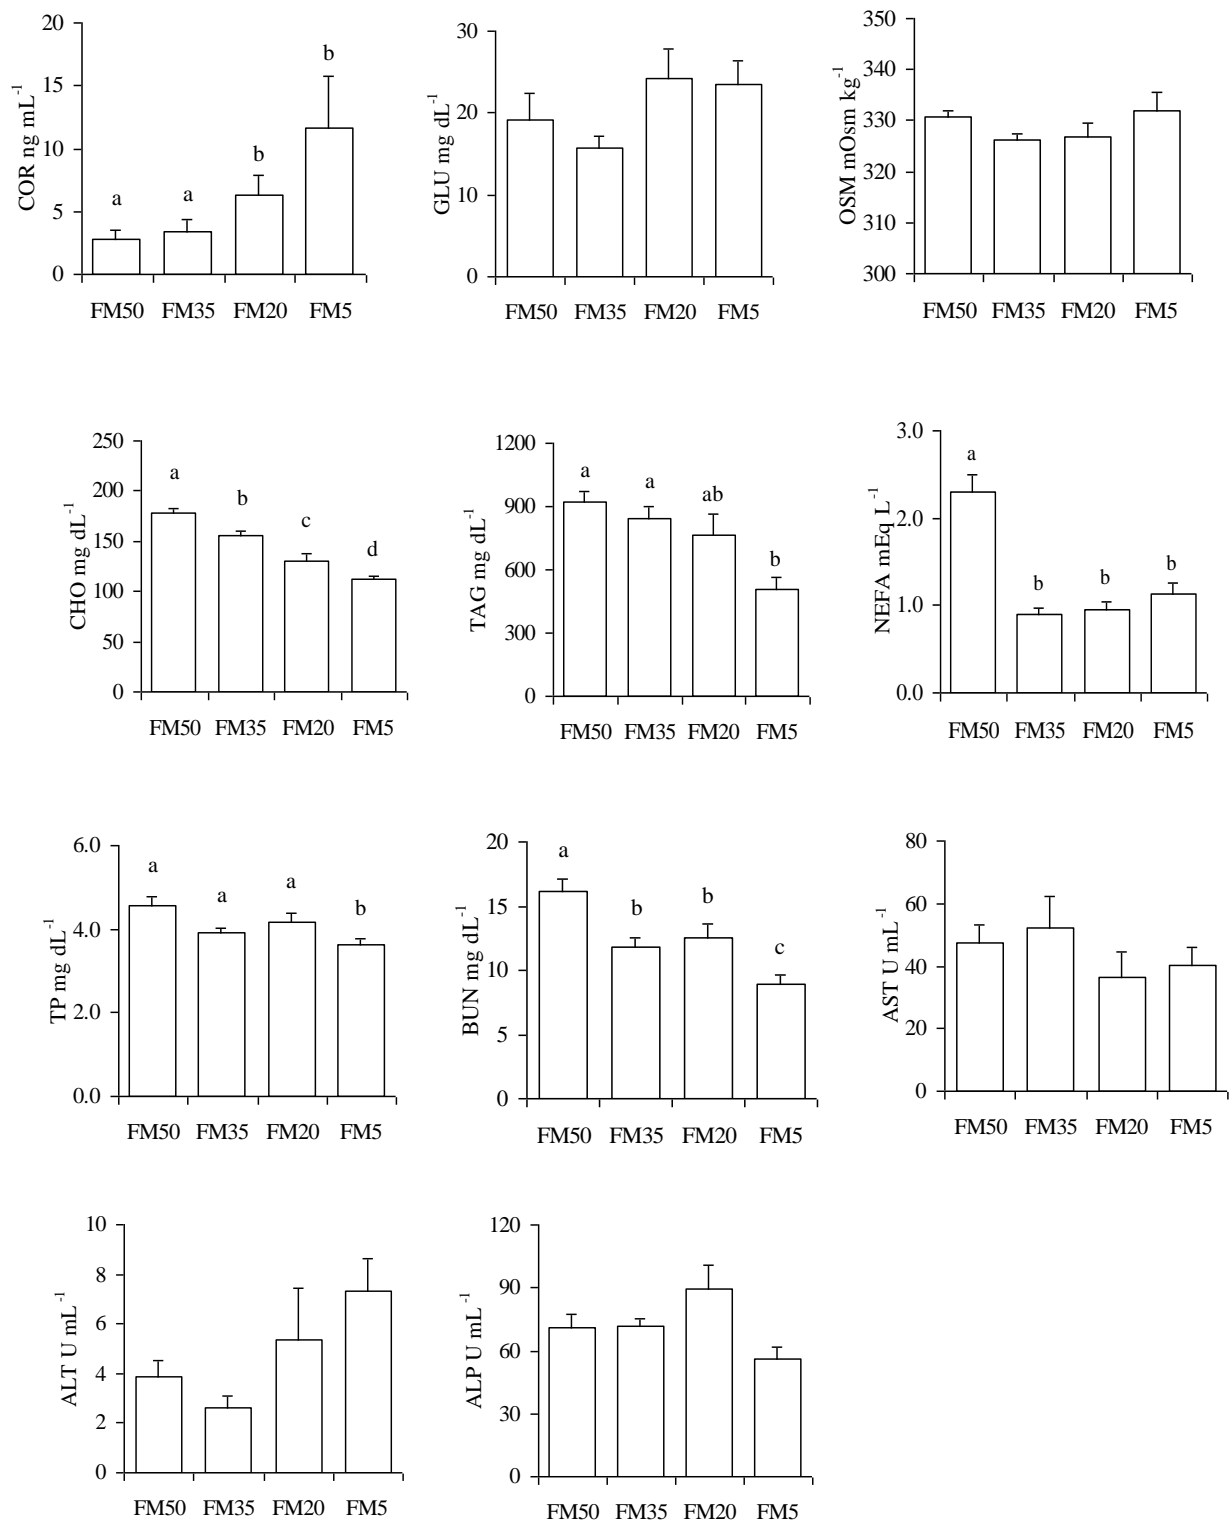 20
15
10
5
0
COR ng mL-1
a
a
b
b
FM50 FM35 FM20 FM5
30
20
10
0
GLU mg dL-1
FM50 FM35 FM20 FM5
350
340
330
320
310
300
OSM mOsm kg-1
FM50 FM35 FM20 FM5
250
200
150
100
50
0
CHO mg dL-1
a
b
c
d
FM50 FM35 FM20 FM5
1200
900
600
300
0
TAG mg dL-1
a
a
ab
b
FM50 FM35 FM20 FM5
3.0
2.0
1.0
0.0
NEFA mEq L-1
a
b
b
b
FM50 FM35 FM20 FM5
6.0
4.0
2.0
0.0
TP mg dL-1
a
a
a
b
FM50 FM35 FM20 FM5
20
15
10
5
0
BUN mg dL-1
a
b
b
c
FM50 FM35 FM20 FM5
80
60
40
20
0
AST U mL-1
FM50 FM35 FM20 FM5
10
8
6
4
2
0
ALT U mL-1
FM50 FM35 FM20 FM5
120
90
60
30
0
ALP U mL-1
FM50 FM35 FM20 FM5